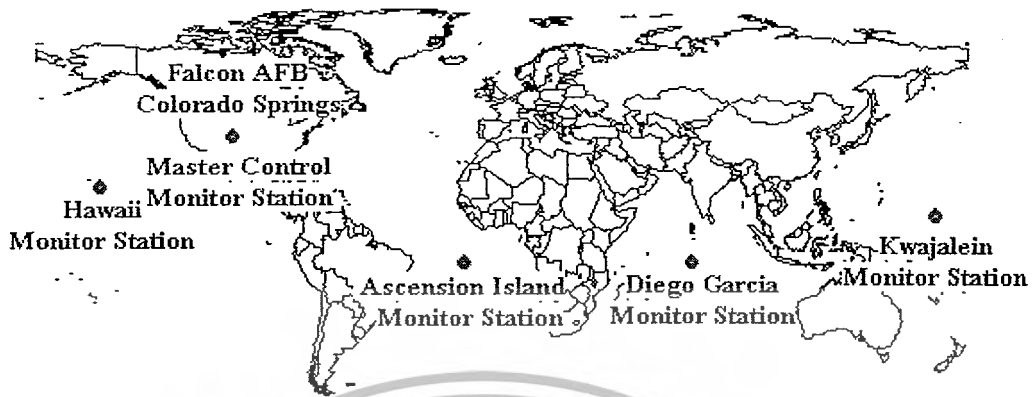 Falcon AFB
Colorado Springs
Master Control
Monitor Station
Hawaii
Monitor Station
Ascension Island
Monitor Station
Diego Garcia
Monitor Station
Kwajalein
Monitor Station